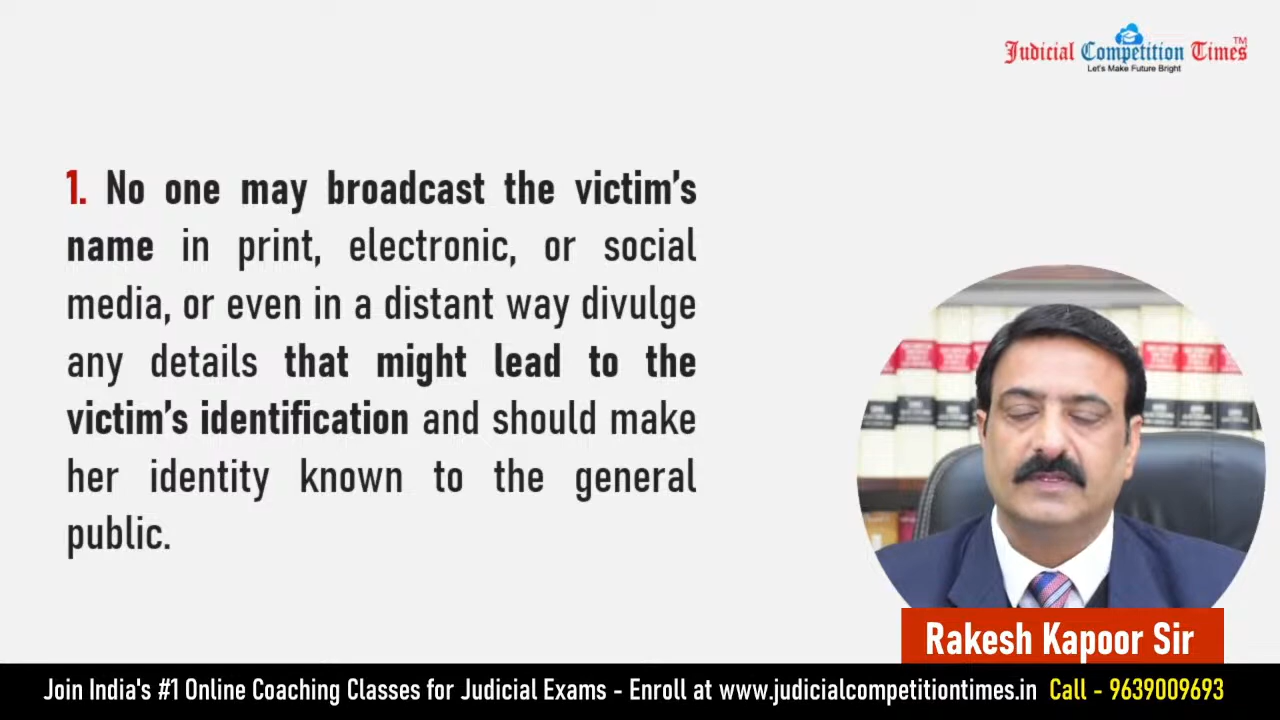 Judicial Competition Times™
Let's Make Future Bright
1. No one may broadcast the victim's
name in print, electronic, or social
media, or even in a distant way divulge
any details that might lead to the
victim's identification and should make
her identity known to the general
public.
Rakesh Kapoor Sir
Join India's #1 Online Coaching Classes for Judicial Exams - Enroll at www.judicialcompetitiontimes.in Call - 9639009693